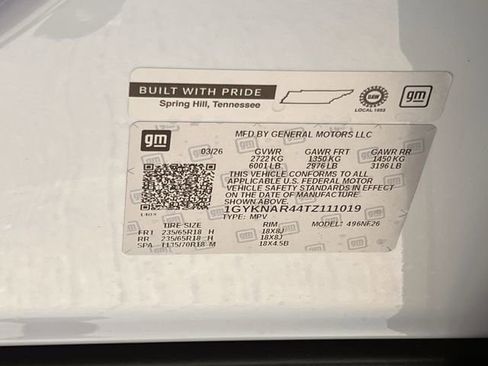 BUILT WITH PRIDE
Spring Hill, Tennessee
UAW
LOCAL 1853
gm
gm
MFD BY GENERAL MOTORS LLC
03/26 GVWR GAWR FRT GAWR RR
2722 KG 1350 KG 1450 KG
6001 LB 2976 LB 3196 LB
THIS VEHICLE CONFORMS TO ALL
APPLICABLE U.S. FEDERAL MOTOR
VEHICLE SAFETY STANDARDS IN EFFECT
ON THE DATE OF MANUFACTURE
SHOWN ABOVE.
1GYKNAR44TZ111019
TYPE: MPV MODEL: 496NF26
TIRE SIZE RIM
FRT 235/65R18 H 18X8J
RR 235/65R18 H 18X8J
SPA T135/70R18 M 18X4.5B